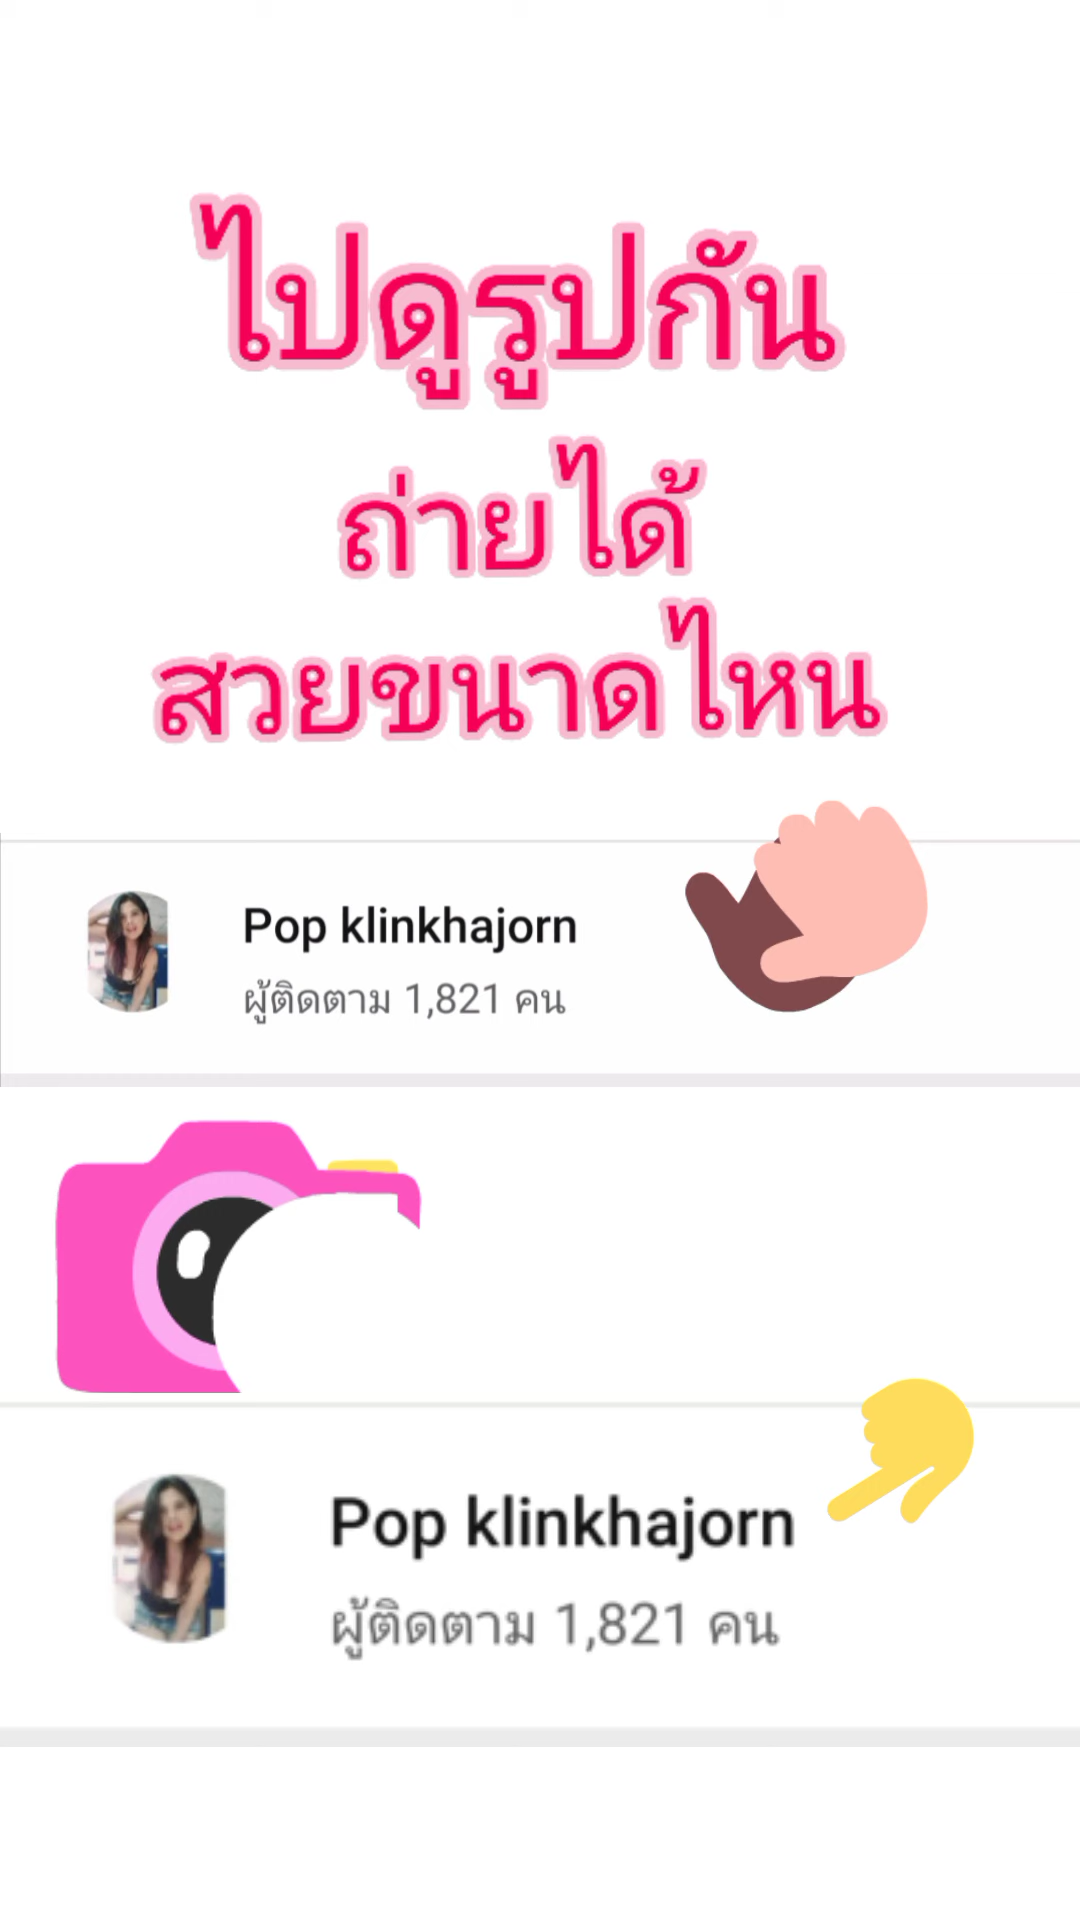 ไปดูรูปกัน
ถ่ายได้
สวยขนาดไหน
Pop klinkhajorn
ผู้ติดตาม 1,821 คน
Pop klinkhajorn
ผู้ติดตาม 1,821 คน